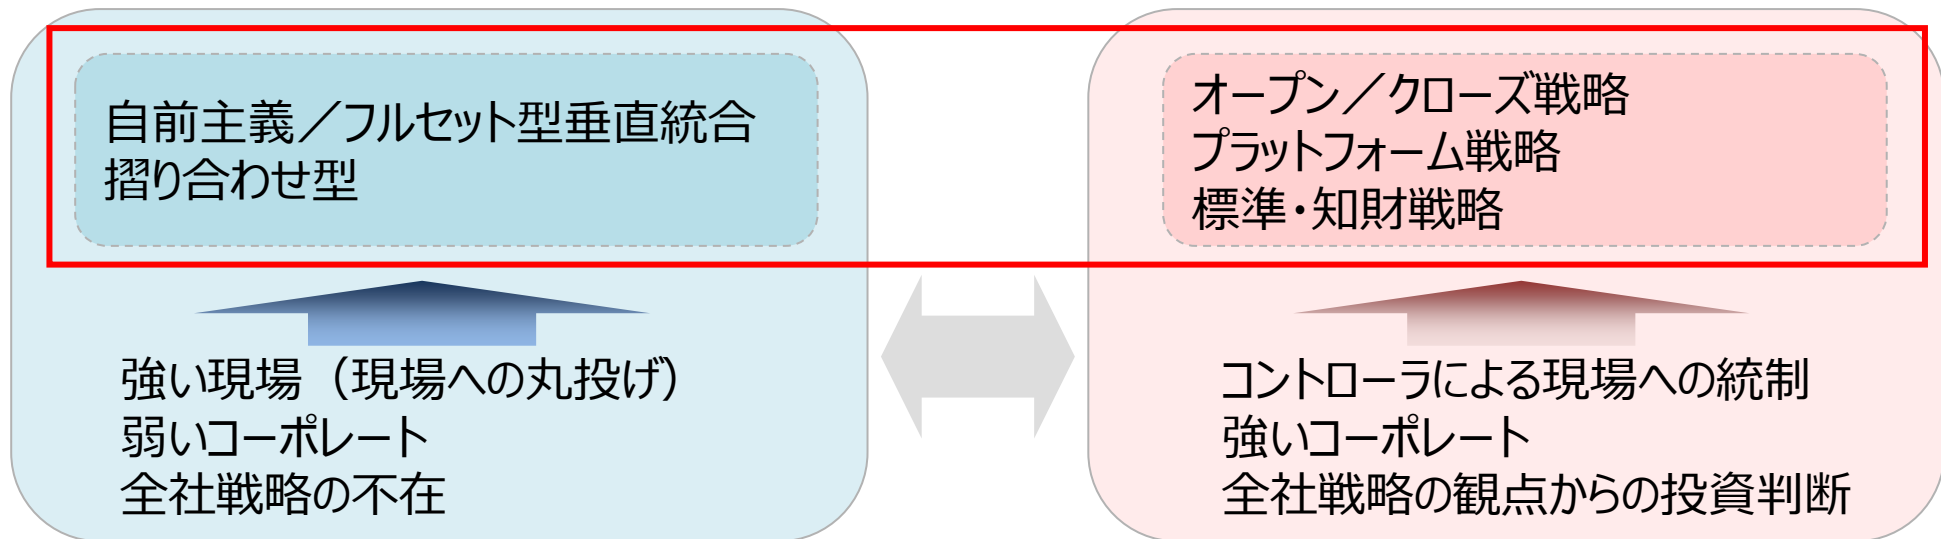 自前主義／フルセット型垂直統合
摺り合わせ型
強い現場（現場への丸投げ）
弱いコーポレート
全社戦略の不在
オープン／クローズ戦略
プラットフォーム戦略
標準・知財戦略
コントローラによる現場への統制
強いコーポレート
全社戦略の観点からの投資判断